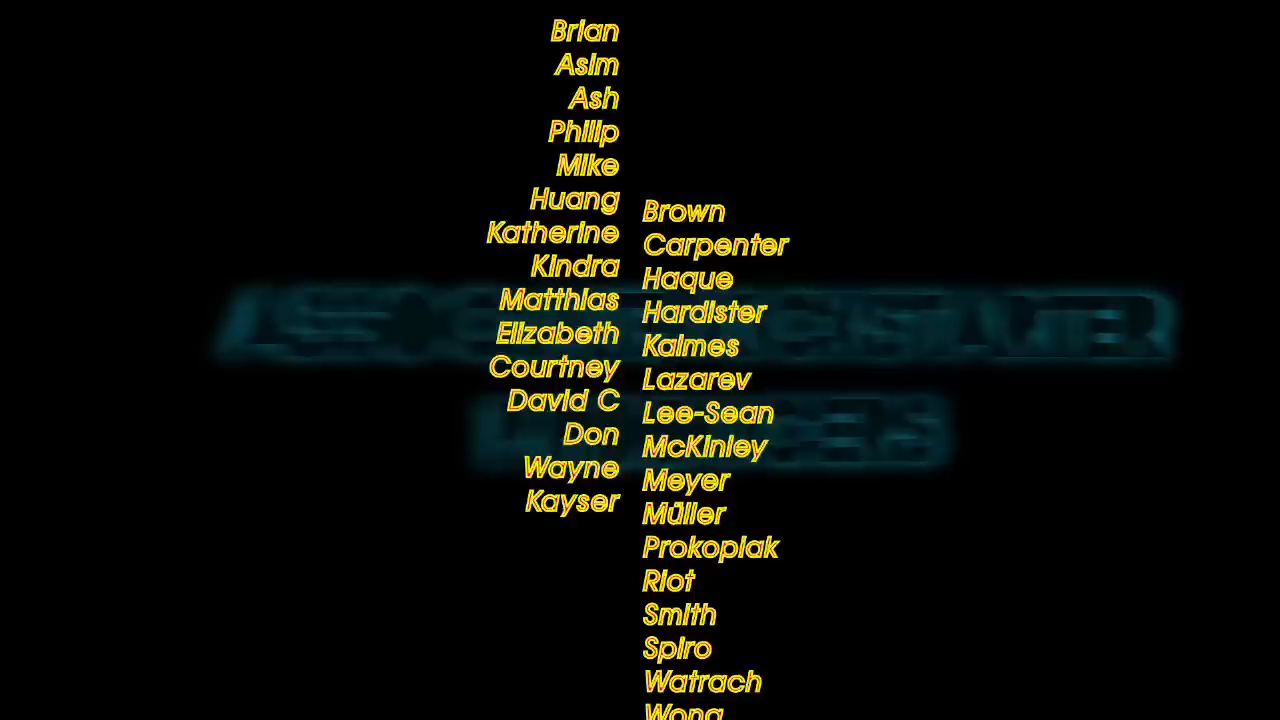 Brian
Asim
Ash
Philip
Mike
Huang
Katherine
Kindra
Matthias
Elizabeth
Courtney
David C
Don
Wayne
Kayser
Brown
Carpenter
Haque
Hardister
Kalmes
Lazarev
Lee-Sean
McKinley
Meyer
Müller
Prokopiak
Riot
Smith
Spiro
Watrach
Wong